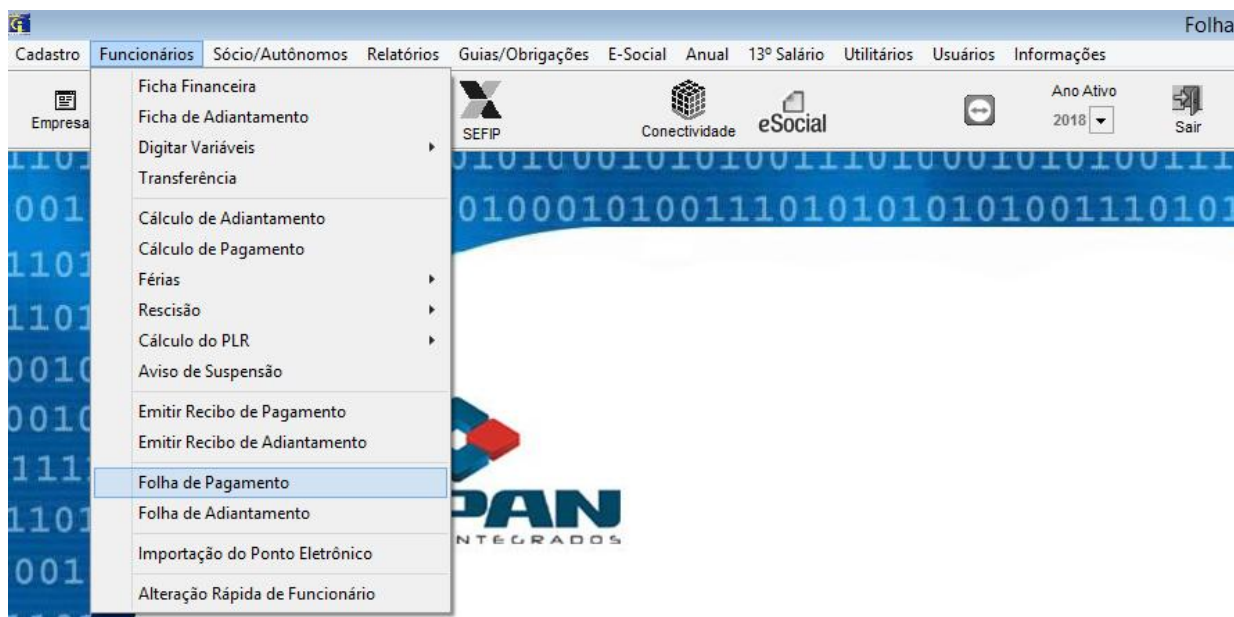 Folha
Cadastro Funcionários Sócio/Autônomos Relatórios Guias/Obrigações E-Social Anual 13º Salário Utilitários Usuários Informações
Empresa
SEFIP
Conectividade
eSocial
Ano Ativo
2018
Sair
Ficha Financeira
Ficha de Adiantamento
Digitar Variáveis
Transferência
Cálculo de Adiantamento
Cálculo de Pagamento
Férias
Rescisão
Cálculo do PLR
Aviso de Suspensão
Emitir Recibo de Pagamento
Emitir Recibo de Adiantamento
Folha de Pagamento
Folha de Adiantamento
Importação do Ponto Eletrônico
Alteração Rápida de Funcionário
PAN
NTEGRADOS